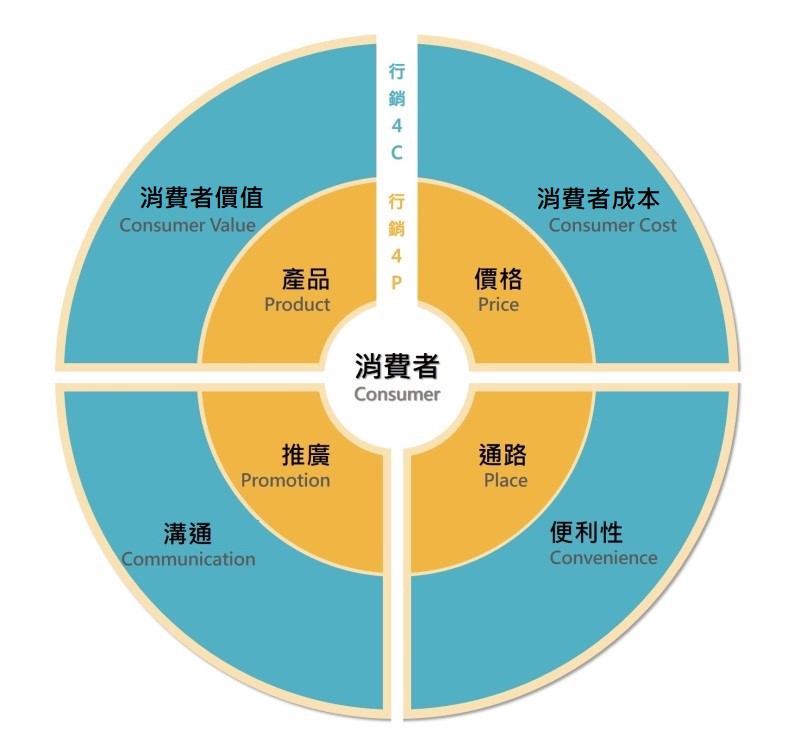 行銷4C
行銷4P
消費者價值
Consumer Value
消費者成本
Consumer Cost
產品
Product
價格
Price
消費者
Consumer
推廣
Promotion
通路
Place
溝通
Communication
便利性
Convenience